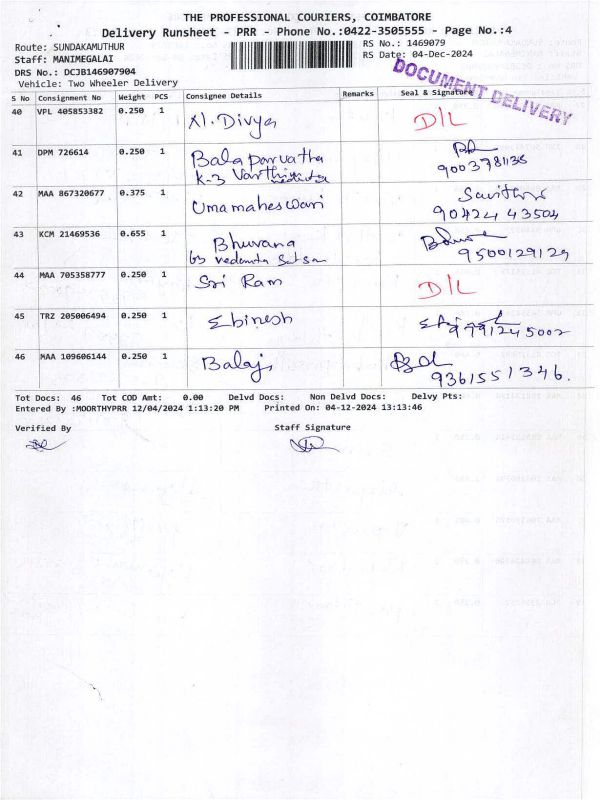 THE PROFESSIONAL COURIERS, COIMBATORE
Delivery Runsheet - PRR - Phone No.:0422-3505555 - Page No.:4
Route: SUNDAKAMUTHUR
RS No.: 1469079
Staff: MANIMEGALAI
RS Date: 04-Dec-2024
DRS No.: DCJB146907904
Vehicle: Two Wheeler Delivery
DOCUMENT DELIVERY
S No Consignment No Weight PCS Consignee Details Remarks Seal & Signature
40 VPL 405853382 0.250 1 Divya D/L
41 DPM 726614 0.250 1 Balaparvatha
K-3
42 MAA 867320677 0.375 1 Umamaheswari
90424 43504
43 KCM 21469536 0.655 1 Bhuvana
9500129129
44 MAA 705358777 0.250 1 Sri Ram D/L
45 TRZ 205006494 0.250 1 Ebinesh
9791245002
46 MAA 109606144 0.250 1 Balaji
9361551346.
Tot Docs: 46 Tot COD Amt: 0.00 Delvd Docs: Non Delvd Docs: Delvy Pts:
Entered By :MOORTHYPRR 12/04/2024 1:13:20 PM Printed On: 04-12-2024 13:13:46
Verified By Staff Signature